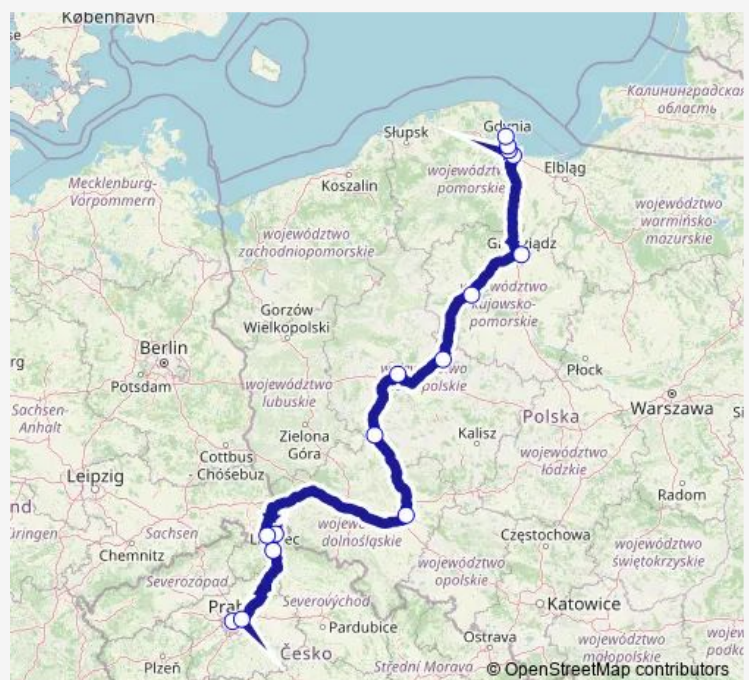 København
Słupsk
Gdynia
Калининградская
область
Elbląg
Koszalin
województwo
pomorskie
Mecklenburg-
Vorpommern
województwo
warmińsko-
mazurskie
województwo
zachodniopomorskie
Gorzów
Wielkopolski
kujawsko-
pomorskie
Berlin
Potsdam
województwo
lubuskie
Płock
Warszawa
Sachsen-
Anhalt
Polska
Zielona
Góra
Kalisz
województwo
łódzkie
Cottbus
- Chóśebuz
Leipzig
Radom
Sachsen
dolnośląskie
Częstochowa
województwo
świętokrzyskie
Chemnitz
województwo
opolskie
Severozápad
Severovýchod
Katowice
Pardubice
Česko
Ostrava
województwo
małopolskie
Plzeň
Střední Morava
© OpenStreetMap contributors